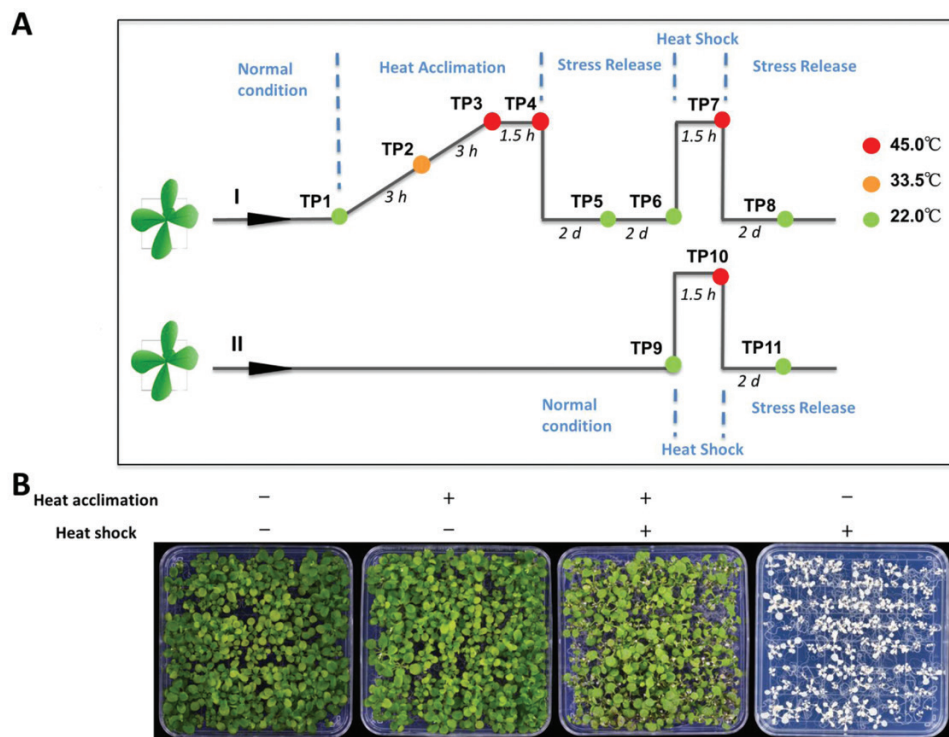 A
Heat Shock
Normal condition
Heat Acclimation
Stress Release
Stress Release
TP3
TP4
TP7
1.5 h
1.5 h
45.0℃
TP2
3 h
33.5℃
3 h
I
TP1
TP5
TP6
TP8
22.0℃
2 d
2 d
2 d
TP10
1.5 h
II
TP9
TP11
2 d
Normal condition
Stress Release
Heat Shock
B
Heat acclimation − + + −
Heat shock − − + +